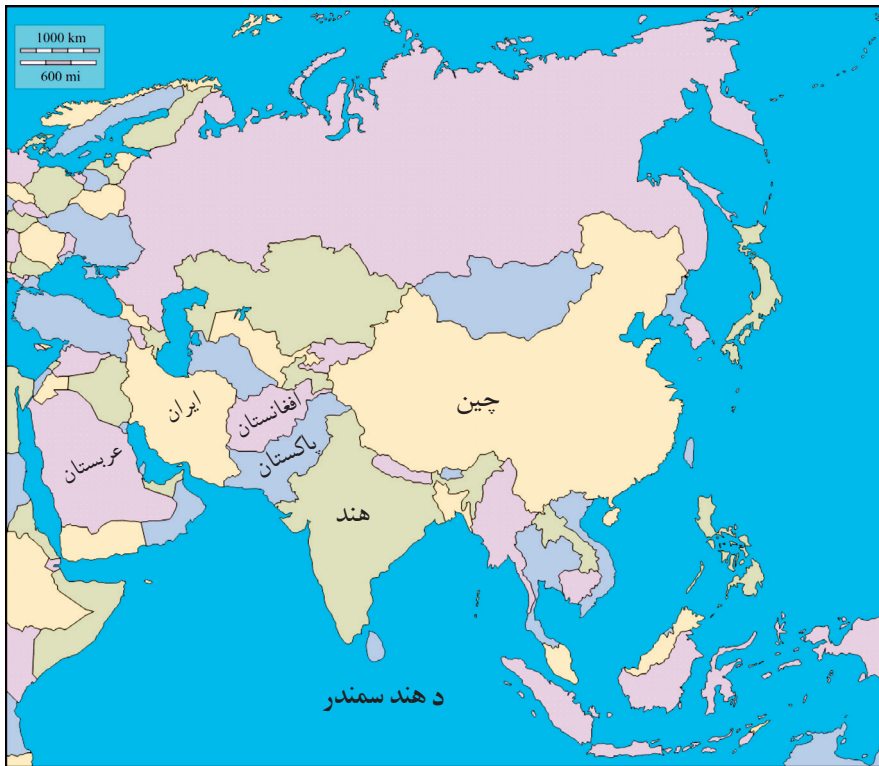 1000 km
600 mi
چین
ایران
افغانستان
پاکستان
عربستان
هند
د هند سمندر